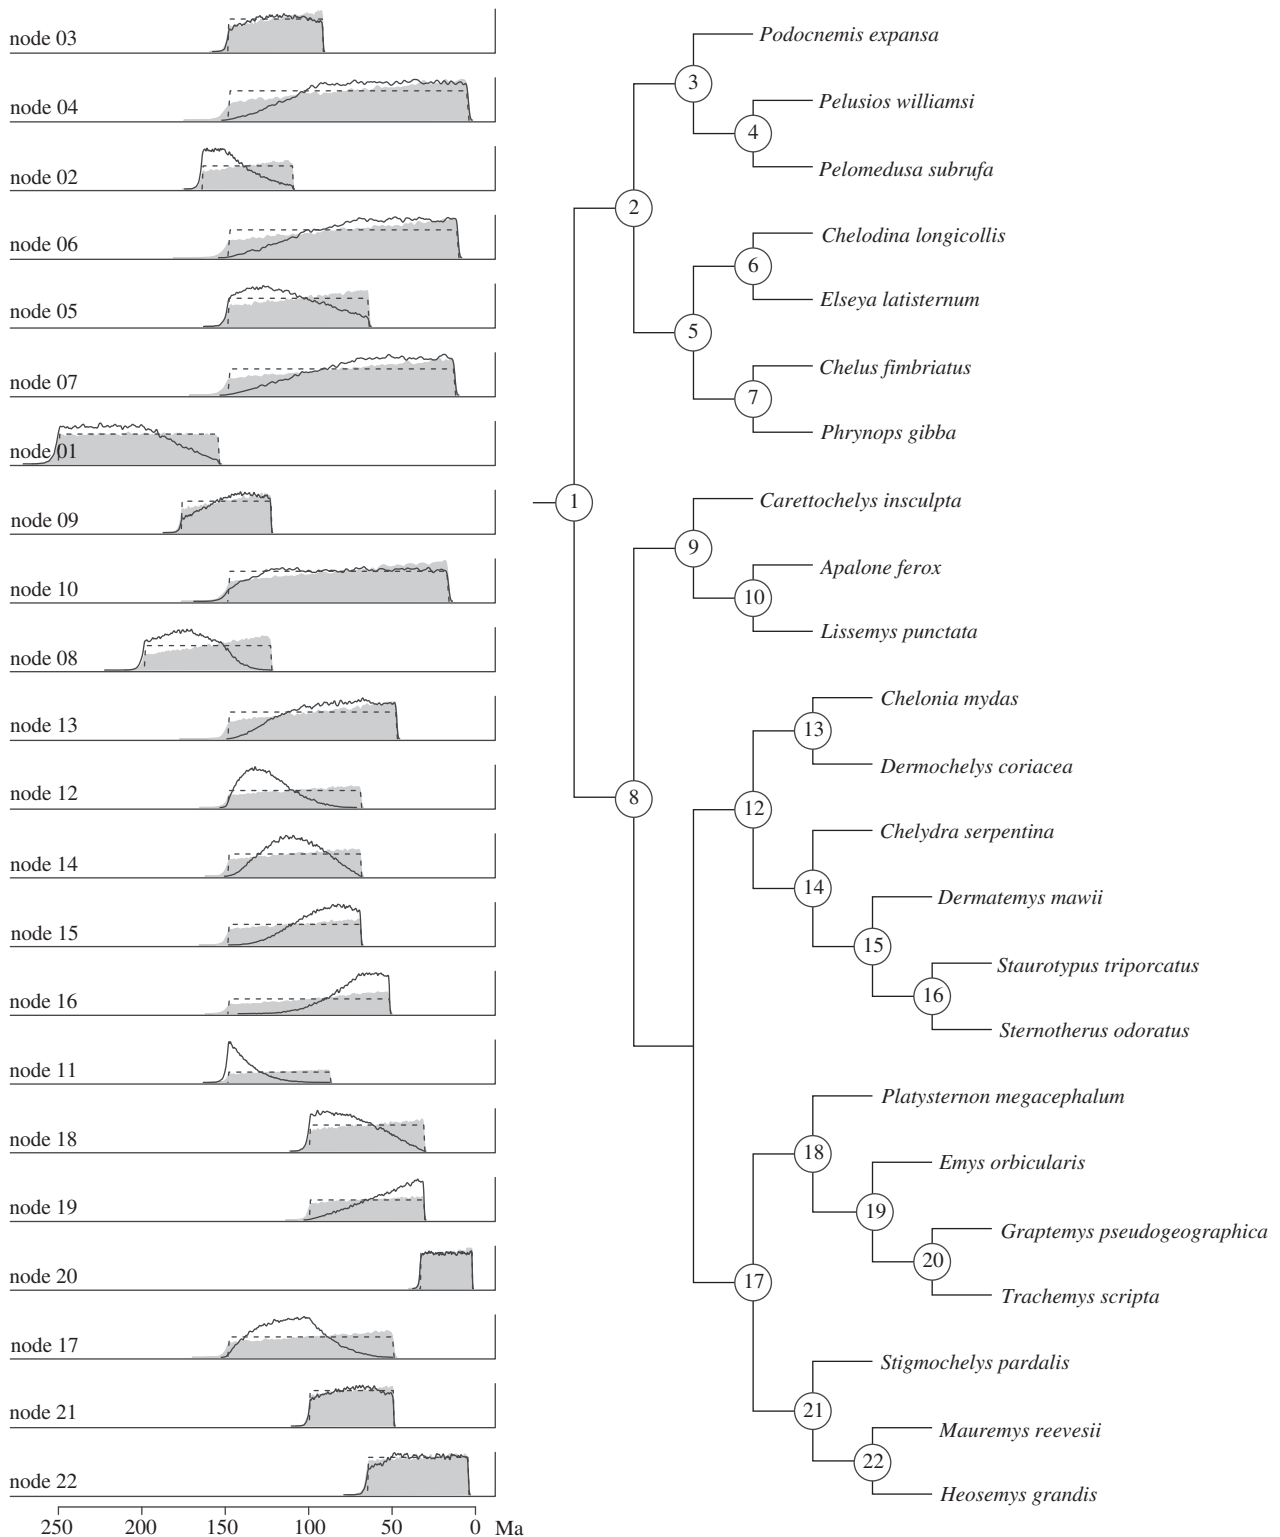 node 03
node 04
node 02
node 06
node 05
node 07
node 01
node 09
node 10
node 08
node 13
node 12
node 14
node 15
node 16
node 11
node 18
node 19
node 20
node 17
node 21
node 22
250 200 150 100 50 0 Ma
Podocnemis expansa
3
Pelusios williamsi
4
Pelomedusa subrufa
2
Chelodina longicollis
6
Elseya latisternum
5
Chelus fimbriatus
7
Phrynops gibba
1
Carettochelys insculpta
9
Apalone ferox
10
Lissemys punctata
Chelonia mydas
13
Dermochelys coriacea
8
12
Chelydra serpentina
14
Dermatemys mawii
15
Staurotypus triporcatus
16
Sternotherus odoratus
Platysternon megacephalum
18
Emys orbicularis
19
Graptemys pseudogeographica
20
Trachemys scripta
17
Stigmochelys pardalis
21
Mauremys reevesii
22
Heosemys grandis